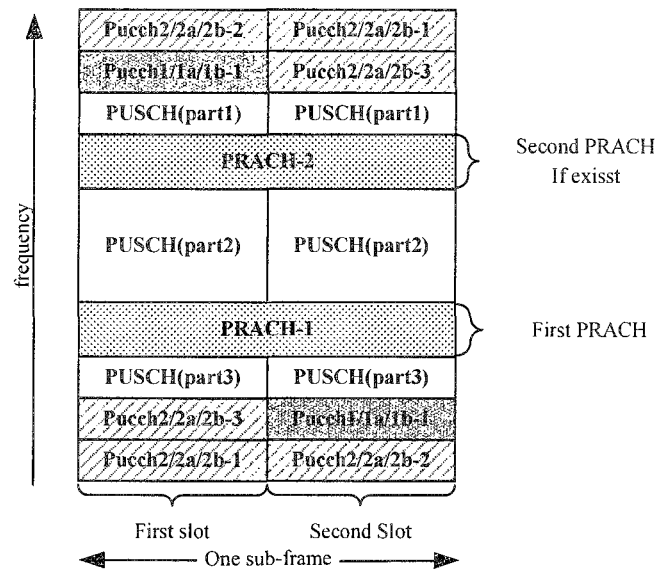 Pucch2/2a/2b-2 Pucch2/2a/2b-1
Pucch1/1a/1b-1 Pucch2/2a/2b-3
PUSCH(part1) PUSCH(part1)
PRACH-2
Second PRACH
If exisst
frequency
PUSCH(part2) PUSCH(part2)
PRACH-1
First PRACH
PUSCH(part3) PUSCH(part3)
Pucch2/2a/2b-3 Pucch1/1a/1b-1
Pucch2/2a/2b-1 Pucch2/2a/2b-2
First slot Second Slot
One sub-frame